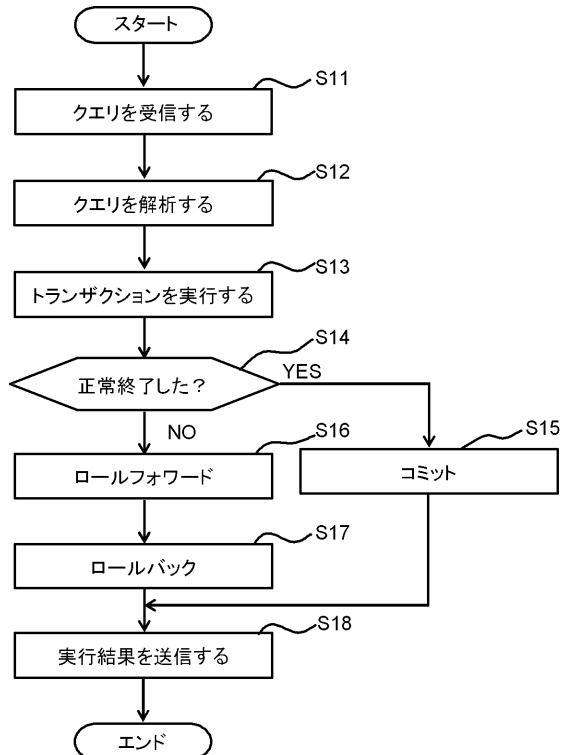 スタート
S11
クエリを受信する
S12
クエリを解析する
S13
トランザクションを実行する
S14
正常終了した？
YES
NO
S16
ロールフォワード
S15
コミット
S17
ロールバック
S18
実行結果を送信する
エンド